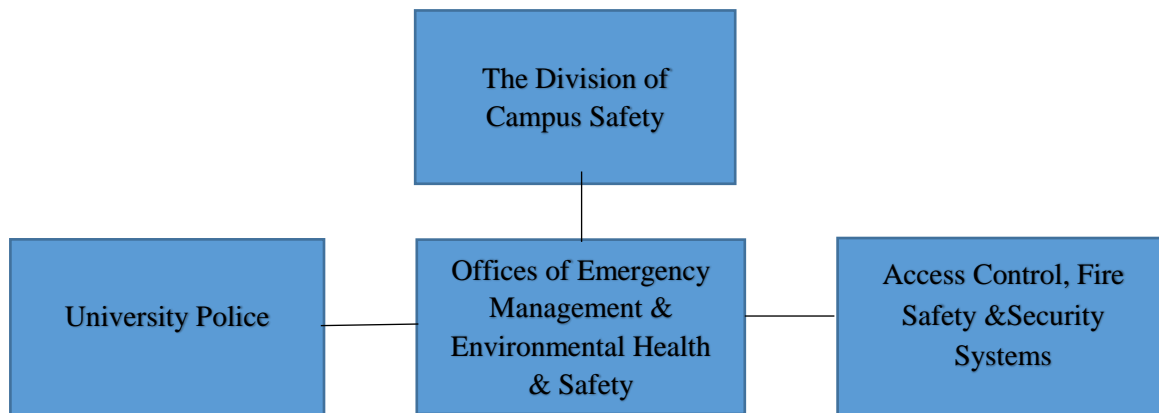 The Division of
Campus Safety
University Police
Offices of Emergency
Management &
Environmental Health
& Safety
Access Control, Fire
Safety &Security
Systems